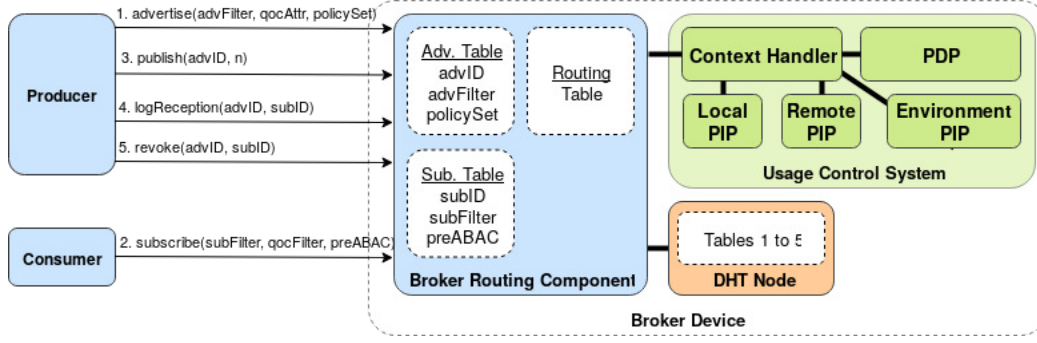 Producer
1. advertise(advFilter, qocAttr, policySet)
3. publish(advID, n)
4. logReception(advID, subID)
5. revoke(advID, subID)
Consumer
2. subscribe(subFilter, qocFilter, preABAC)
Adv. Table
advID
advFilter
policySet
Routing
Table
Sub. Table
subID
subFilter
preABAC
Broker Routing Component
Context Handler
PDP
Local
PIP
Remote
PIP
Environment
PIP
Usage Control System
Tables 1 to 5
DHT Node
Broker Device